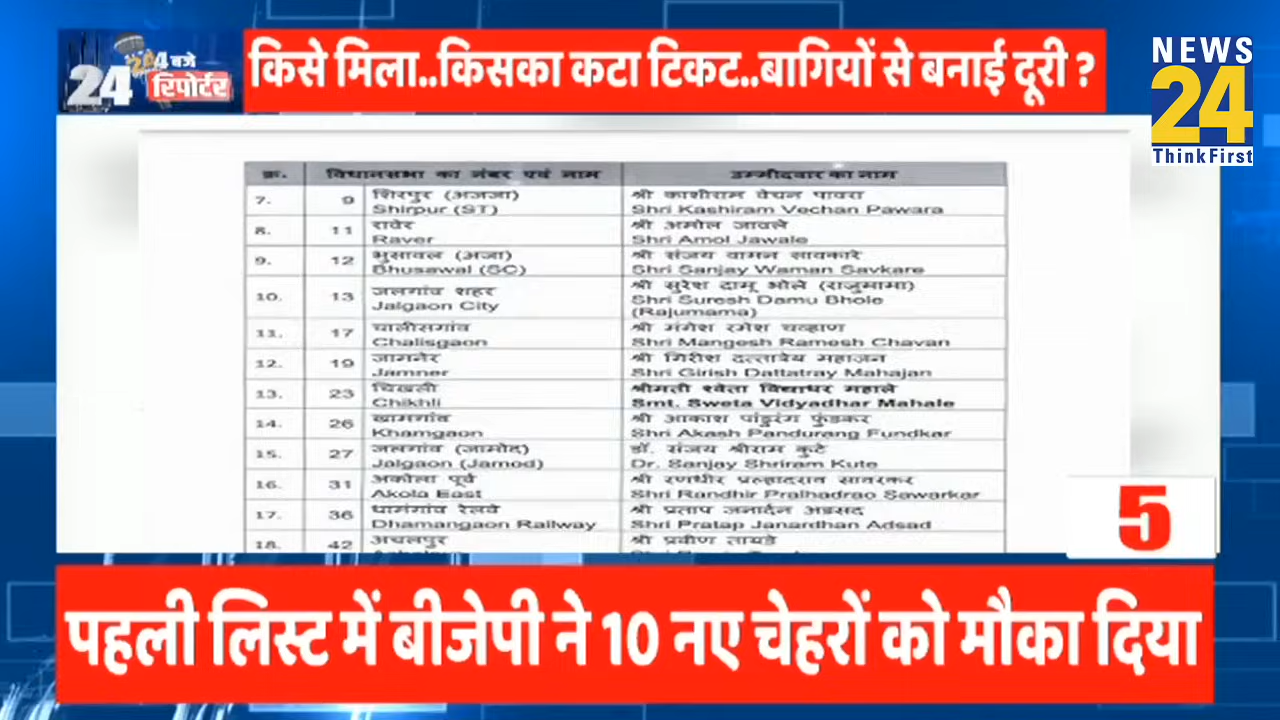 24 बजे
24 रिपोर्टर
किसे मिला..किसका कटा टिकट..बागियों से बनाई दूरी ?
NEWS
24
ThinkFirst
क्र. विधानसभा का नंबर एवं नाम उम्मीदवार का नाम
7. 9 शिरपुर (अजजा) श्री काशीराम वेचन पावरा
Shirpur (ST) Shri Kashiram Vechan Pawara
8. 11 रावेर श्री अमोल जावले
Raver Shri Amol Jawale
9. 12 भुसावल (अजा) श्री संजय वामन सावकारे
Bhusawal (SC) Shri Sanjay Waman Savkare
10. 13 जलगांव शहर श्री सुरेश दामू भोले (राजुमामा)
Jalgaon City Shri Suresh Damu Bhole
(Rajumama)
11. 17 चालीसगांव श्री मंगेश रमेश चव्हाण
Chalisgaon Shri Mangesh Ramesh Chavan
12. 19 जामनेर श्री गिरीश दत्तात्रेय महाजन
Jamner Shri Girish Dattatray Mahajan
13. 23 चिखली श्रीमती श्वेता विद्याधर महाले
Chikhli Smt. Sweta Vidyadhar Mahale
14. 26 खामगांव श्री आकाश पांडुरंग फुंडकर
Khamgaon Shri Akash Pandurang Fundkar
15. 27 जलगांव (जामोद) डॉ. संजय श्रीराम कुटे
Jalgaon (Jamod) Dr. Sanjay Shriram Kute
16. 31 अकोला पूर्व श्री रणधीर प्रल्हादराव सावरकर
Akola East Shri Randhir Pralhadrao Sawarkar
17. 36 धामंगांव रेलवे श्री प्रताप जनार्दन अडसद
Dhamangaon Railway Shri Pratap Janardhan Adsad
18. 42 अचलपुर श्री प्रवीण तायडे
5
पहली लिस्ट में बीजेपी ने 10 नए चेहरों को मौका दिया